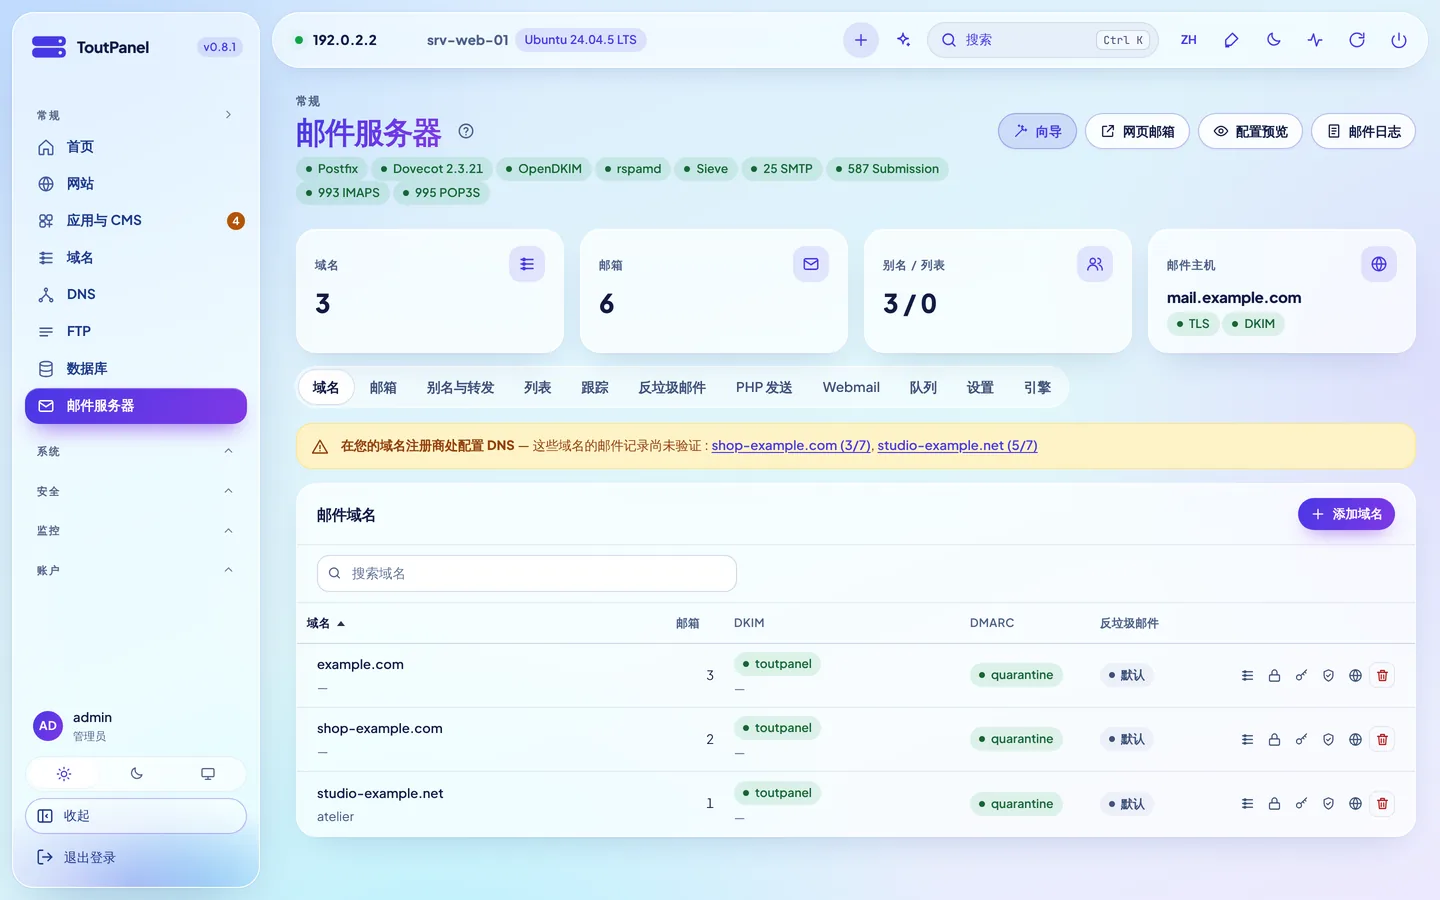 ToutPanel
v0.8.1
常规
首页
网站
应用与 CMS
4
域名
DNS
FTP
数据库
邮件服务器
系统
安全
监控
账户
AD
admin
管理员
收起
退出登录
192.0.2.2
srv-web-01
Ubuntu 24.04.5 LTS
搜索
Ctrl K
ZH
常规
邮件服务器
向导
网页邮箱
配置预览
邮件日志
Postfix
Dovecot 2.3.21
OpenDKIM
rspamd
Sieve
25 SMTP
587 Submission
993 IMAPS
995 POP3S
域名
3
邮箱
6
别名 / 列表
3 / 0
邮件主机
mail.example.com
TLS
DKIM
域名
邮箱
别名与转发
列表
跟踪
反垃圾邮件
PHP 发送
Webmail
队列
设置
引擎
在您的域名注册商处配置 DNS — 这些域名的邮件记录尚未验证 : shop-example.com (3/7), studio-example.net (5/7)
邮件域名
添加域名
搜索域名
域名
邮箱
DKIM
DMARC
反垃圾邮件
example.com
—
3
toutpanel
—
quarantine
默认
shop-example.com
—
2
toutpanel
—
quarantine
默认
studio-example.net
atelier
1
toutpanel
—
quarantine
默认